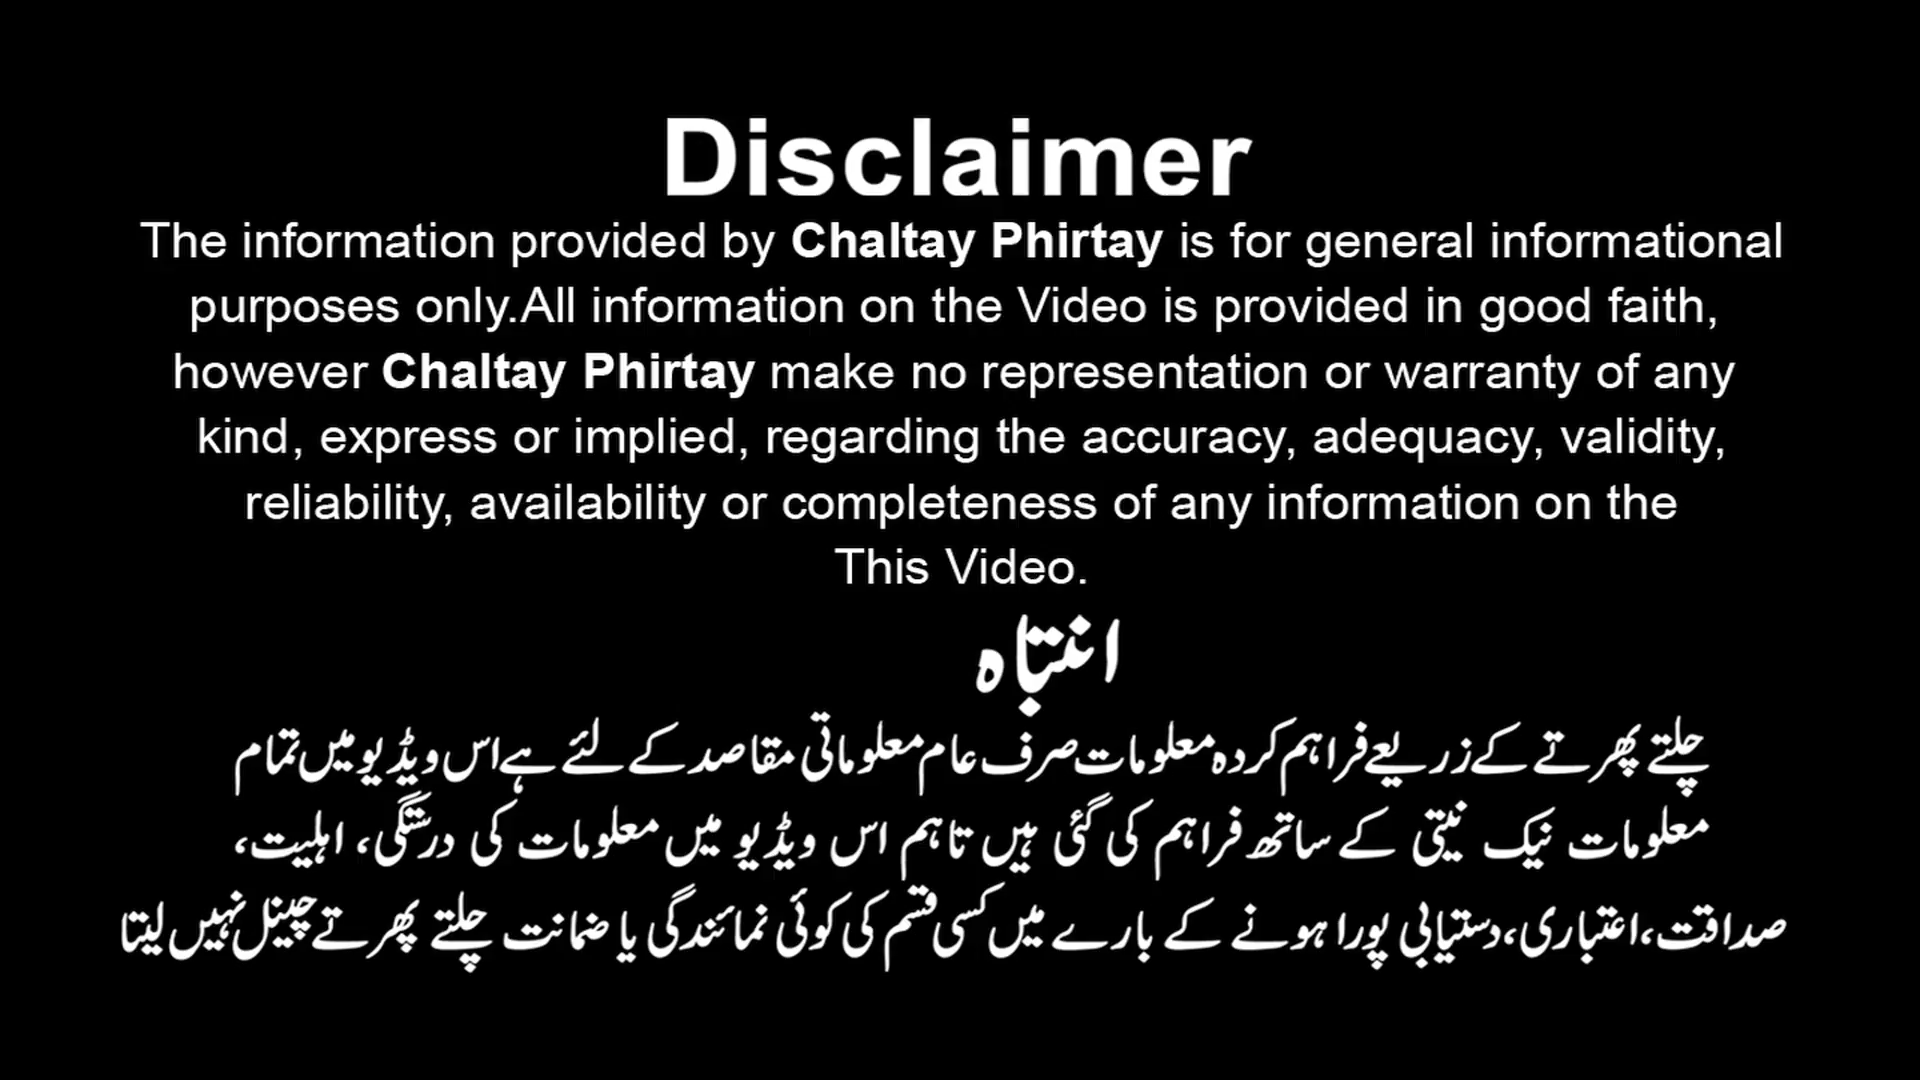 Disclaimer
The information provided by Chaltay Phirtay is for general informational
purposes only.All information on the Video is provided in good faith,
however Chaltay Phirtay make no representation or warranty of any
kind, express or implied, regarding the accuracy, adequacy, validity,
reliability, availability or completeness of any information on the
This Video.
انتباہ
چلتے پھرتے کے زریعے فراہم کردہ معلومات صرف عام معلوماتی مقاصد کے لئے ہے اس ویڈیو میں تمام
معلومات نیک نیتی کے ساتھ فراہم کی گئی ہیں تاہم اس ویڈیو میں معلومات کی درستگی، اہلیت،
صداقت،اعتباری،دستیابی پورا ہونے کے بارے میں کسی قسم کی کوئی نمائندگی یا ضمانت چلتے پھرتے چینل نہیں لیتا